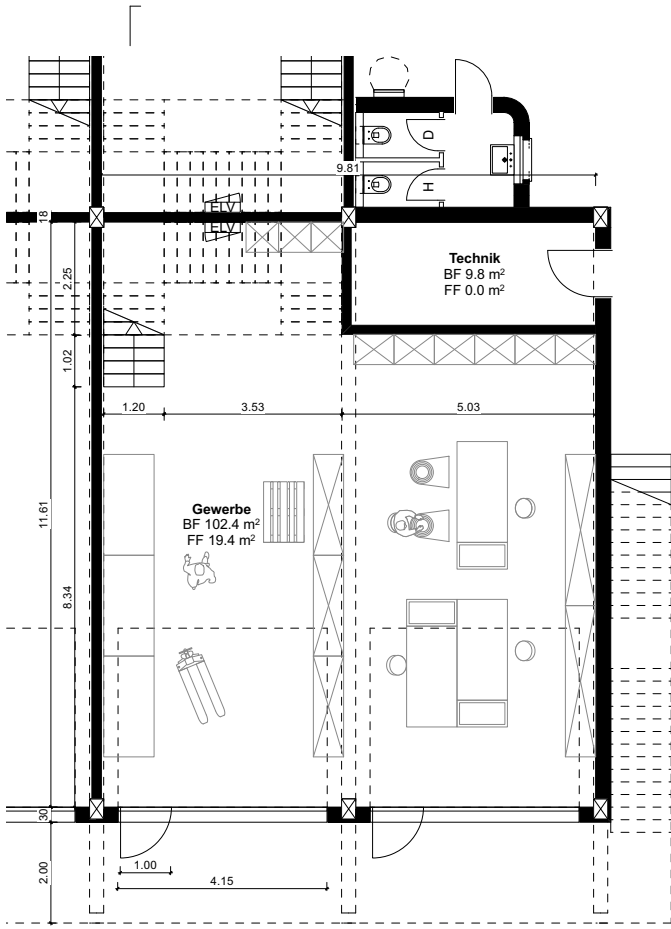 D
9.81
H
ELV
18
ELV
Technik
BF 9.8 m²
FF 0.0 m²
2.25
1.02
1.20
3.53
5.03
Gewerbe
BF 102.4 m²
FF 19.4 m²
11.61
8.34
30
1.00
2.00
4.15